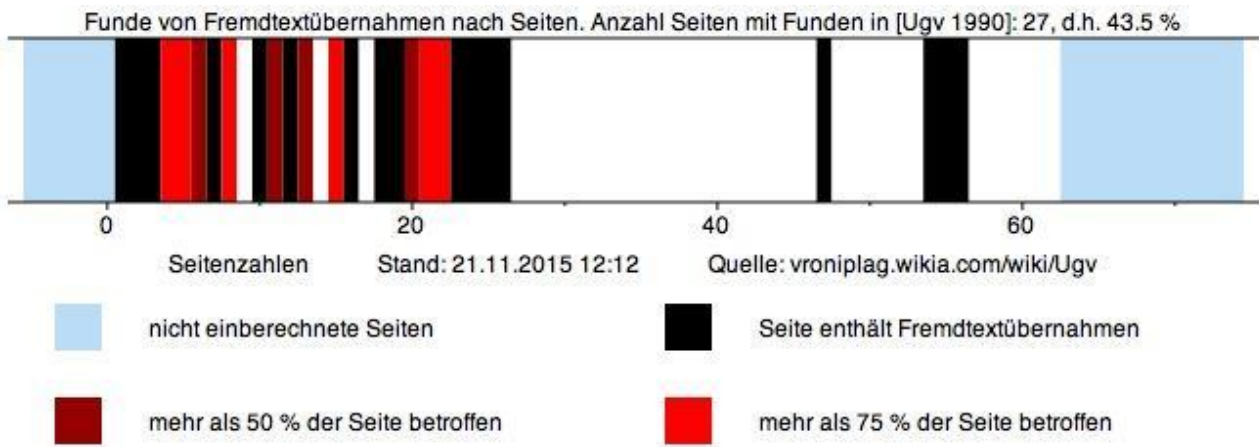 Funde von Fremdtextübernahmen nach Seiten. Anzahl Seiten mit Funden in [Ugv 1990]: 27, d.h. 43.5 %
0 20 40 60
Seitenzahlen Stand: 21.11.2015 12:12 Quelle: vroniplag.wikia.com/wiki/Ugv
nicht einberechnete Seiten Seite enthält Fremdtextübernahmen
mehr als 50 % der Seite betroffen mehr als 75 % der Seite betroffen